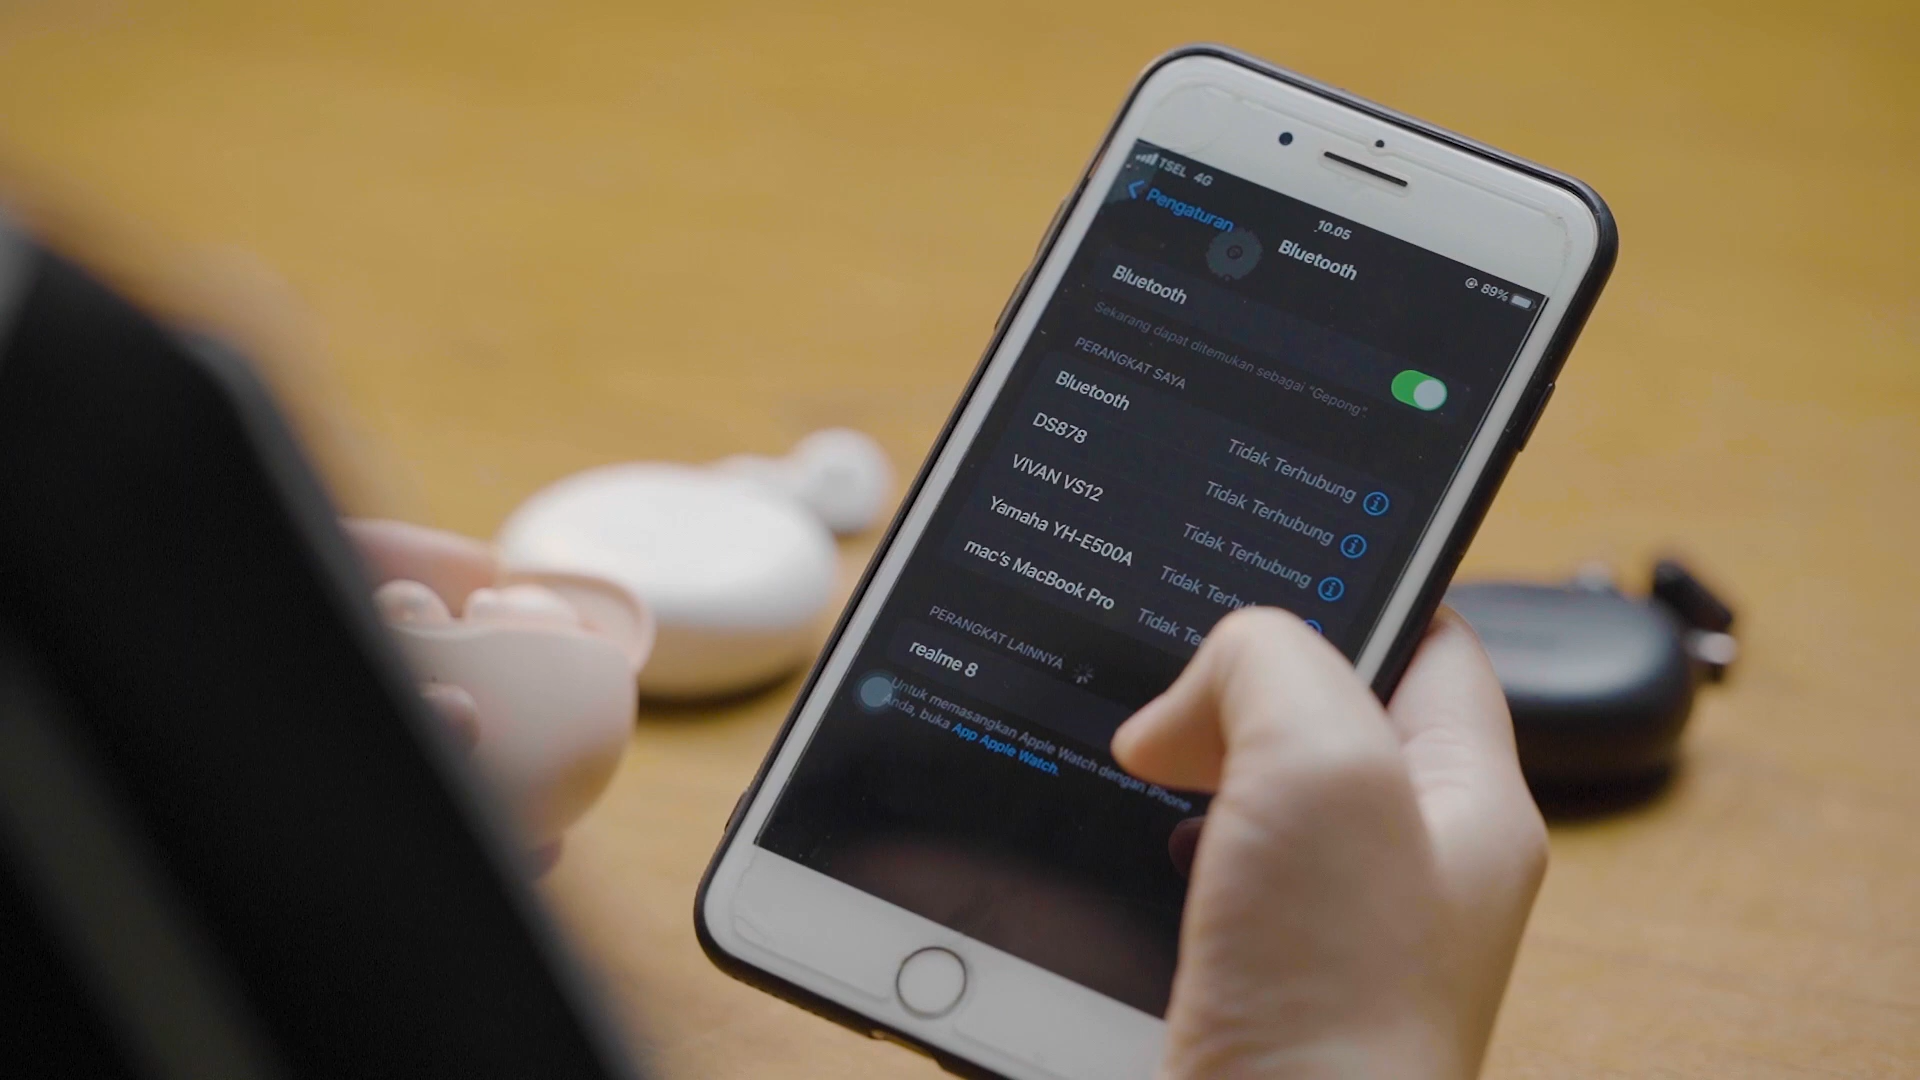 TSEL 4G
10.05
89%
Pengaturan
Bluetooth
Bluetooth
Sekarang dapat ditemukan sebagai "Gepong".
PERANGKAT SAYA
Bluetooth Tidak Terhubung
DS878 Tidak Terhubung
VIVAN VS12 Tidak Terhubung
Yamaha YH-E500A Tidak
mac's MacBook Pro Tidak
PERANGKAT LAINNYA
realme 8
Untuk memasangkan Apple Watch dengan iPhone
Anda, buka App Apple Watch.